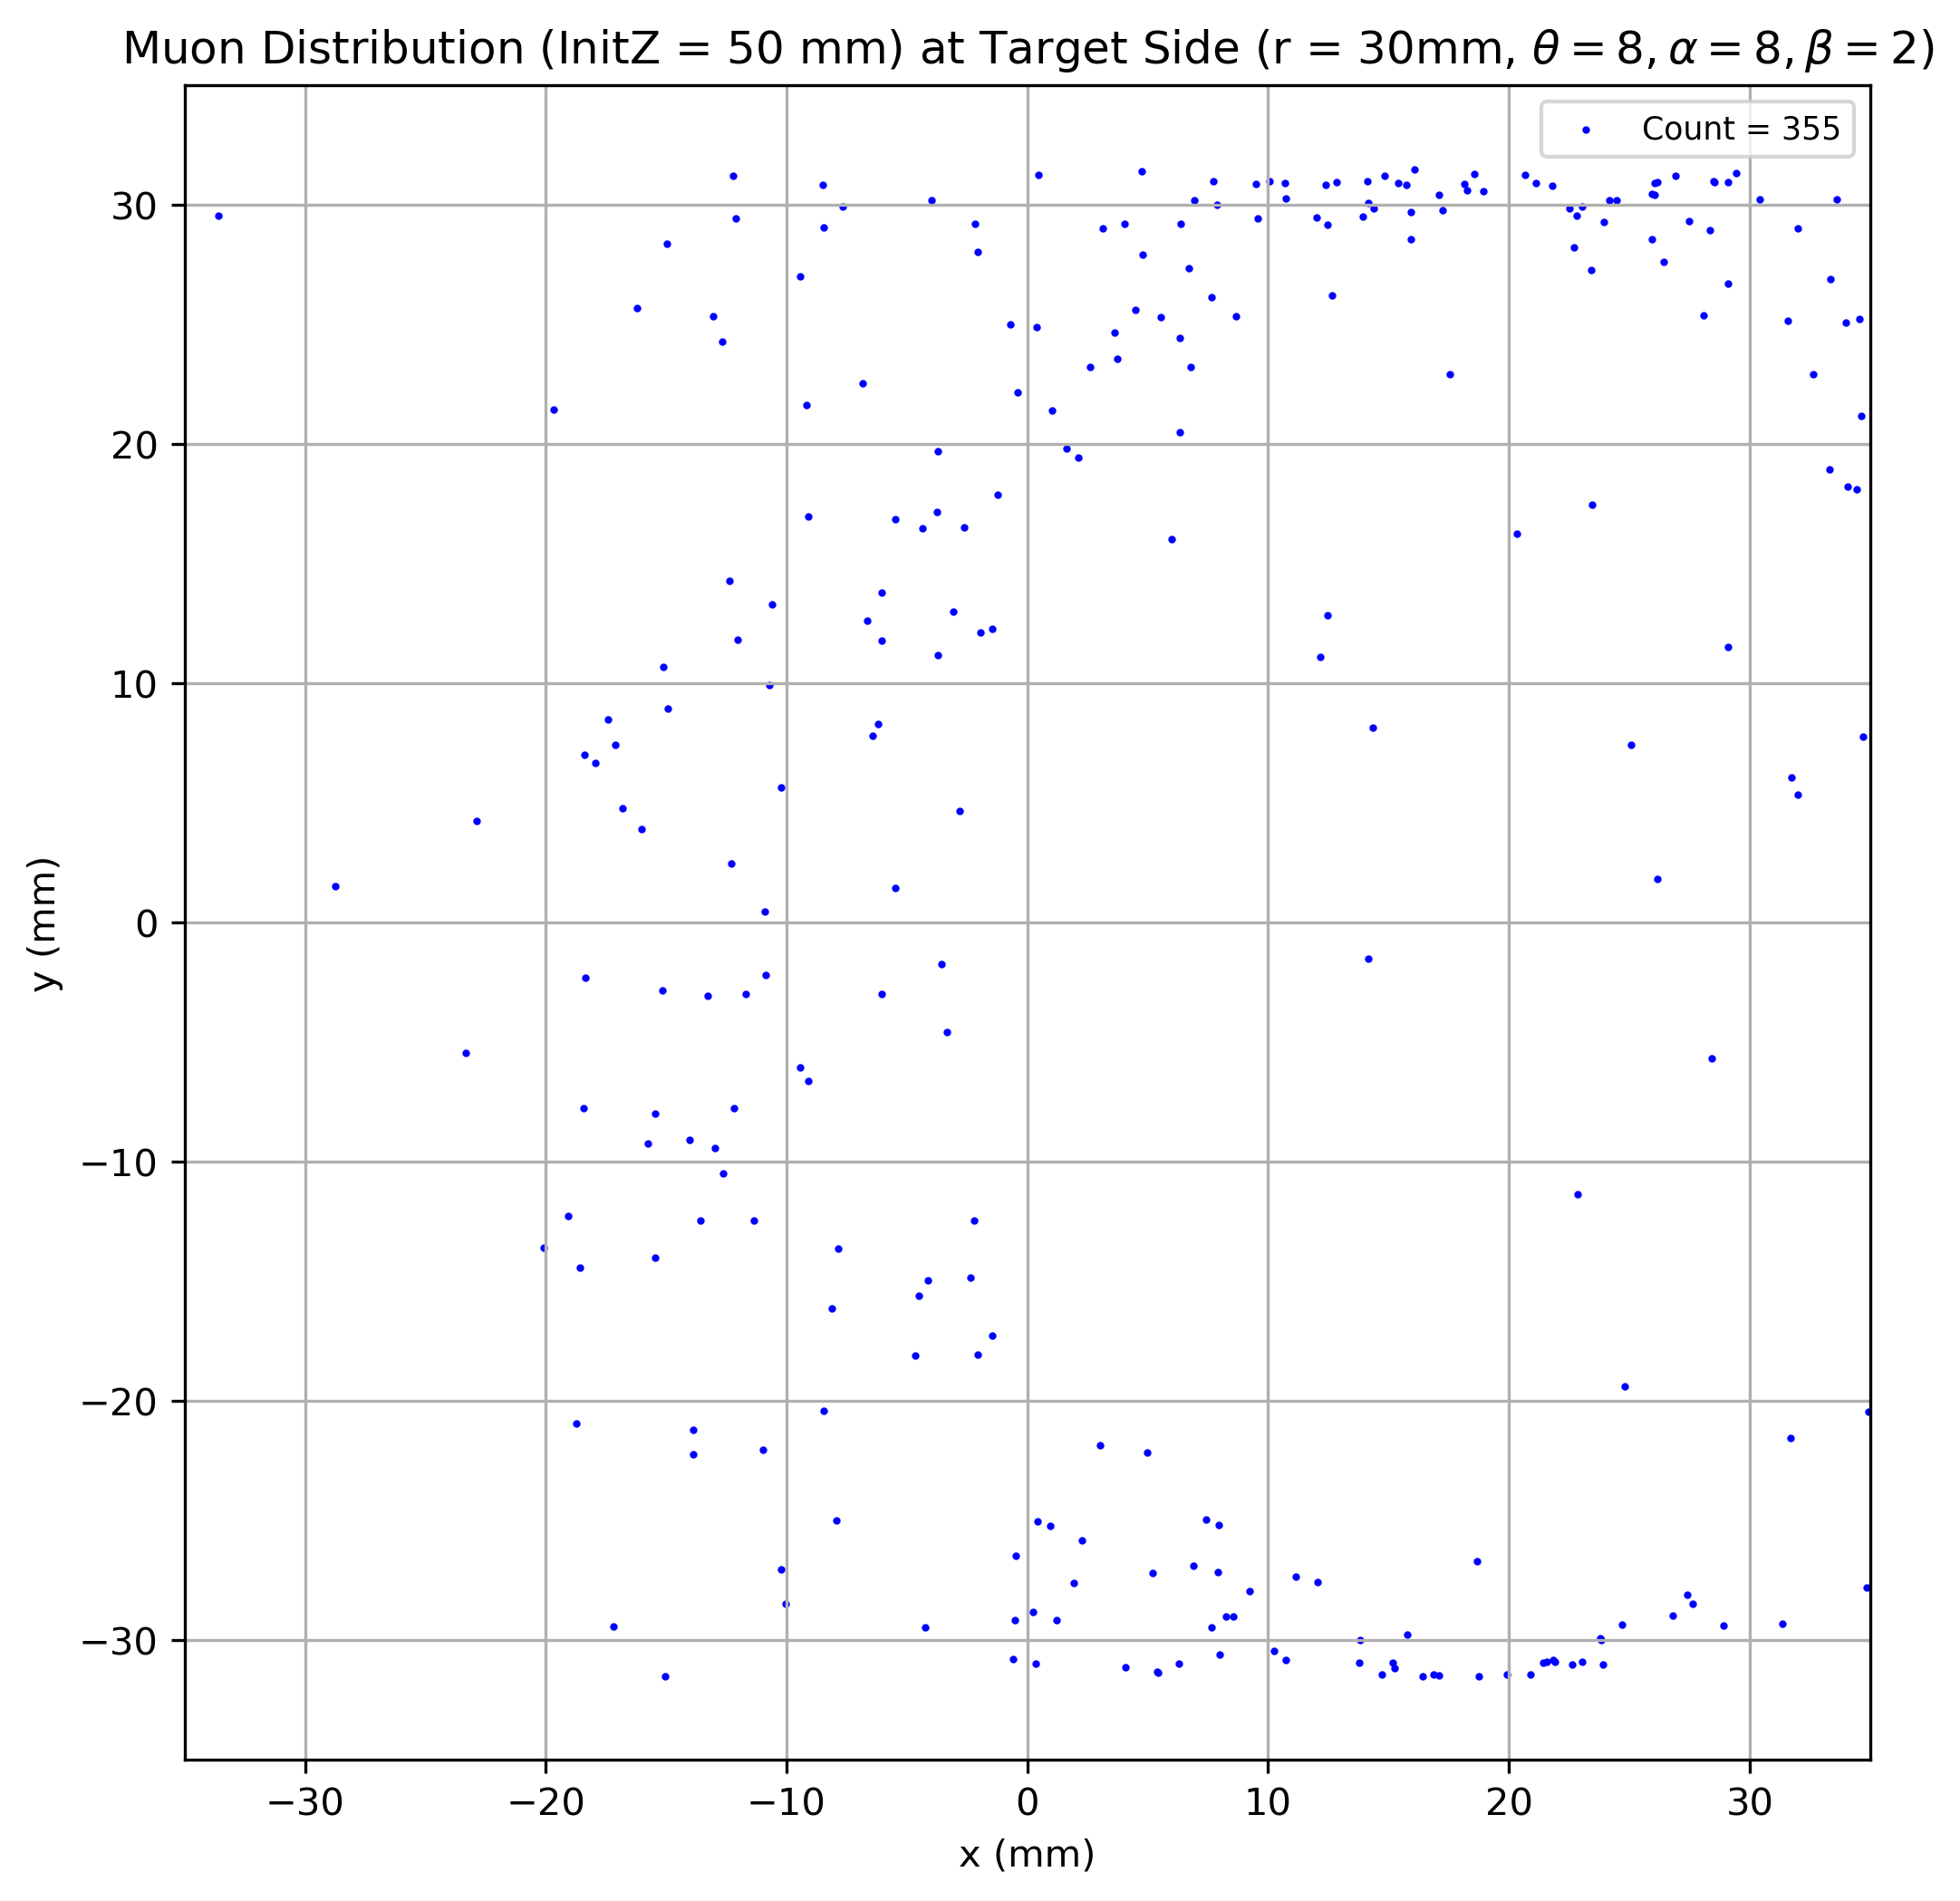 Muon Distribution (InitZ = 50 mm) at Target Side (r = 30mm, θ = 8, α = 8, β = 2)
Count = 355
30
20
10
0
−10
−20
−30
y (mm)
−30 −20 −10 0 10 20 30
x (mm)